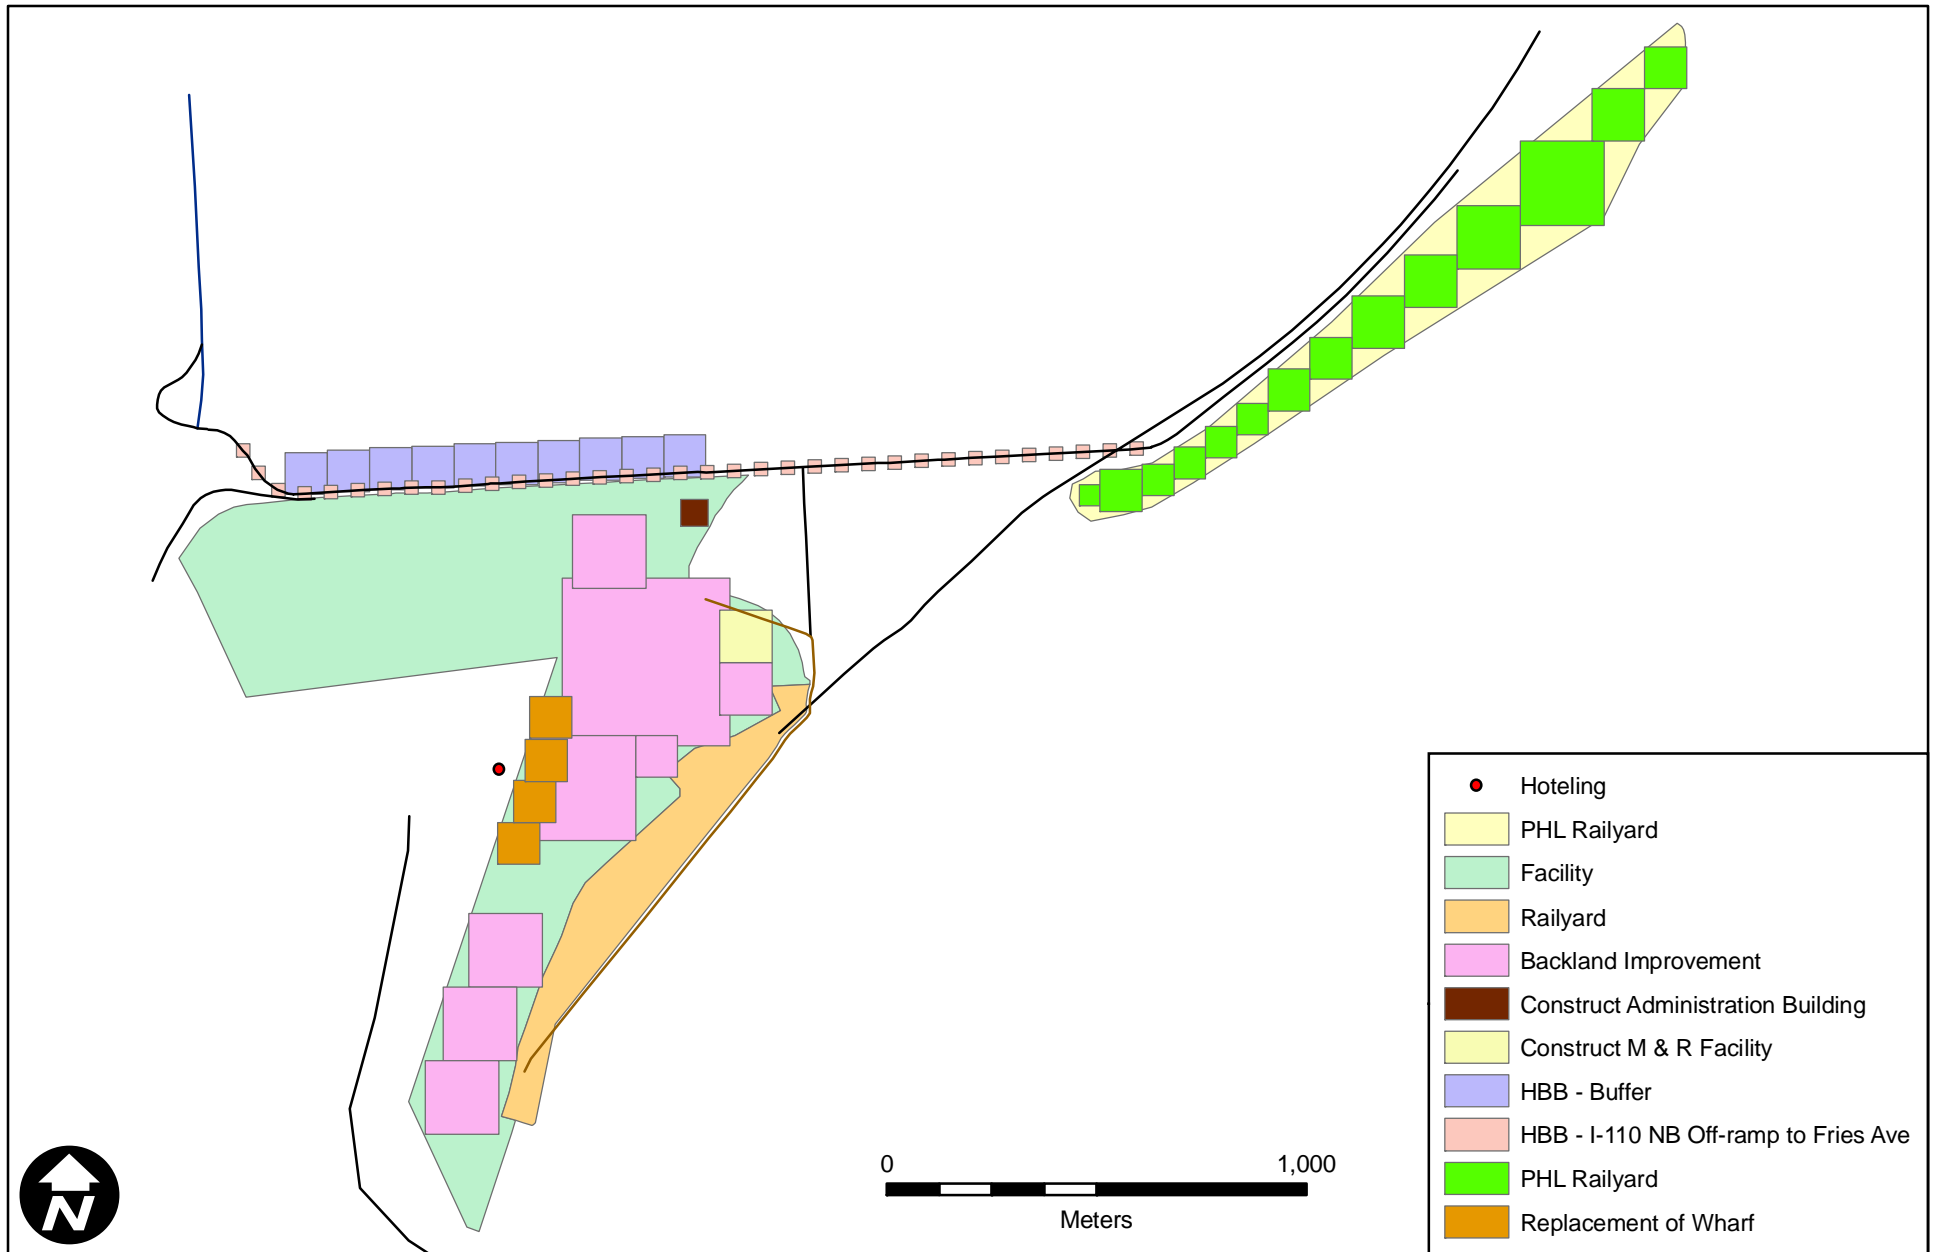 Hoteling
PHL Railyard
Facility
Railyard
Backland Improvement
Construct Administration Building
Construct M & R Facility
HBB - Buffer
HBB - I-110 NB Off-ramp to Fries Ave
PHL Railyard
Replacement of Wharf
0 1,000
Meters
N